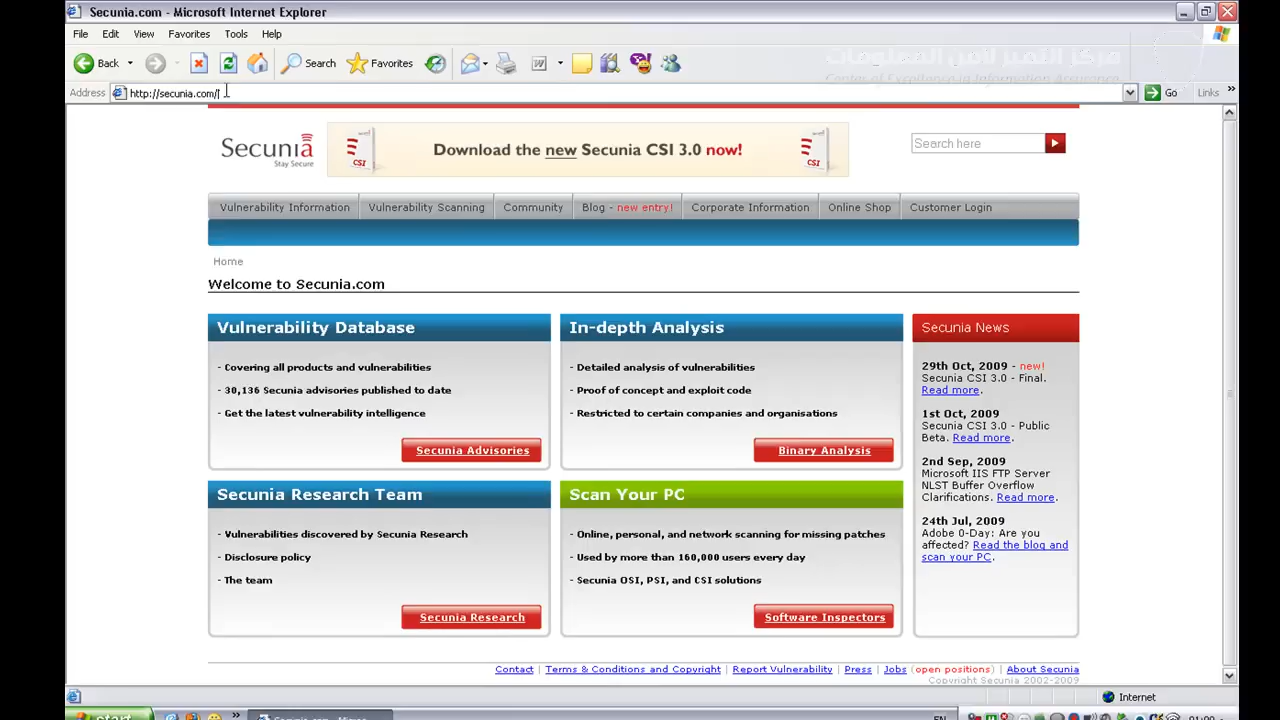 Secunia.com - Microsoft Internet Explorer
File Edit View Favorites Tools Help
Back Search Favorites
مركز التميز لأمن المعلومات
Center of Excellence in Information Assurance
Address http://secunia.com/ Go Links »
Secunia
Stay Secure
CSI
Download the new Secunia CSI 3.0 now!
CSI
Search here
Vulnerability Information Vulnerability Scanning Community Blog - new entry! Corporate Information Online Shop Customer Login
Home
Welcome to Secunia.com
Vulnerability Database
- Covering all products and vulnerabilities
- 30,136 Secunia advisories published to date
- Get the latest vulnerability intelligence
Secunia Advisories
In-depth Analysis
- Detailed analysis of vulnerabilities
- Proof of concept and exploit code
- Restricted to certain companies and organisations
Binary Analysis
Secunia News
29th Oct, 2009 - new!
Secunia CSI 3.0 - Final.
Read more.
1st Oct, 2009
Secunia CSI 3.0 - Public
Beta. Read more.
2nd Sep, 2009
Microsoft IIS FTP Server
NLST Buffer Overflow
Clarifications. Read more.
24th Jul, 2009
Adobe 0-Day: Are you
affected? Read the blog and
scan your PC.
Secunia Research Team
- Vulnerabilities discovered by Secunia Research
- Disclosure policy
- The team
Secunia Research
Scan Your PC
- Online, personal, and network scanning for missing patches
- Used by more than 160,000 users every day
- Secunia OSI, PSI, and CSI solutions
Software Inspectors
Contact | Terms & Conditions and Copyright | Report Vulnerability | Press | Jobs (open positions) | About Secunia
Copyright Secunia 2002-2009
Internet
start
Secunia.com - Micros...
EN